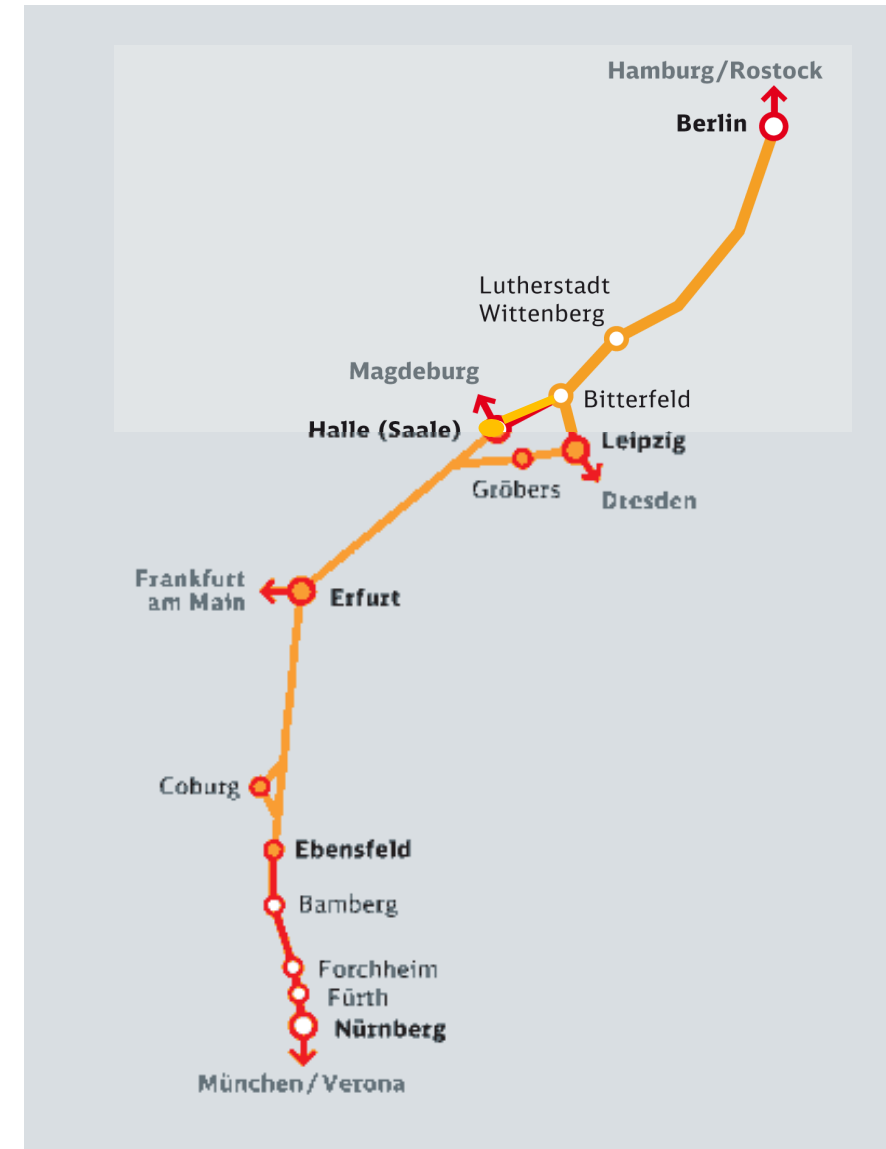 Hamburg/Rostock
Berlin
Lutherstadt
Wittenberg
Magdeburg
Bitterfeld
Halle (Saale)
Leipzig
Gröbers
Dresden
Frankfurt
am Main
Erfurt
Coburg
Ebensfeld
Bamberg
Forchheim
Fürth
Nürnberg
München/Verona